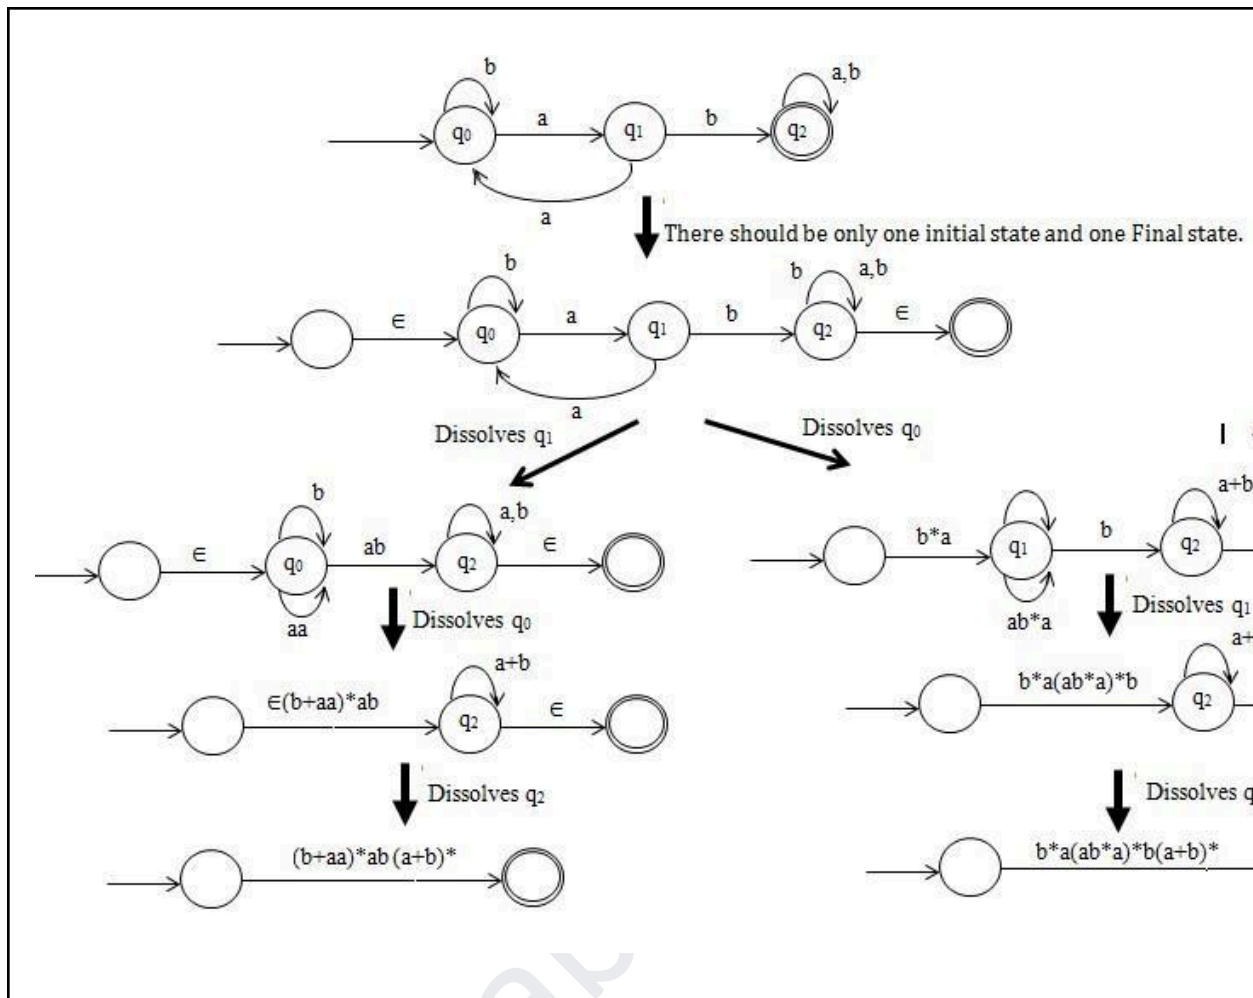 b
a,b
q0
a
q1
b
q2
a
There should be only one initial state and one Final state.
b
b
a,b
∈
q0
a
q1
b
q2
∈
a
Dissolves q1
Dissolves q0
b
a,b
∈
q0
ab
q2
∈
aa
Dissolves q0
a+b
b*a
q1
b
q2
ab*a
Dissolves q1
a+b
∈(b+aa)*ab
q2
∈
Dissolves q2
a+
b*a(ab*a)*b
q2
Dissolves q
(b+aa)*ab(a+b)*
b*a(ab*a)*b(a+b)*